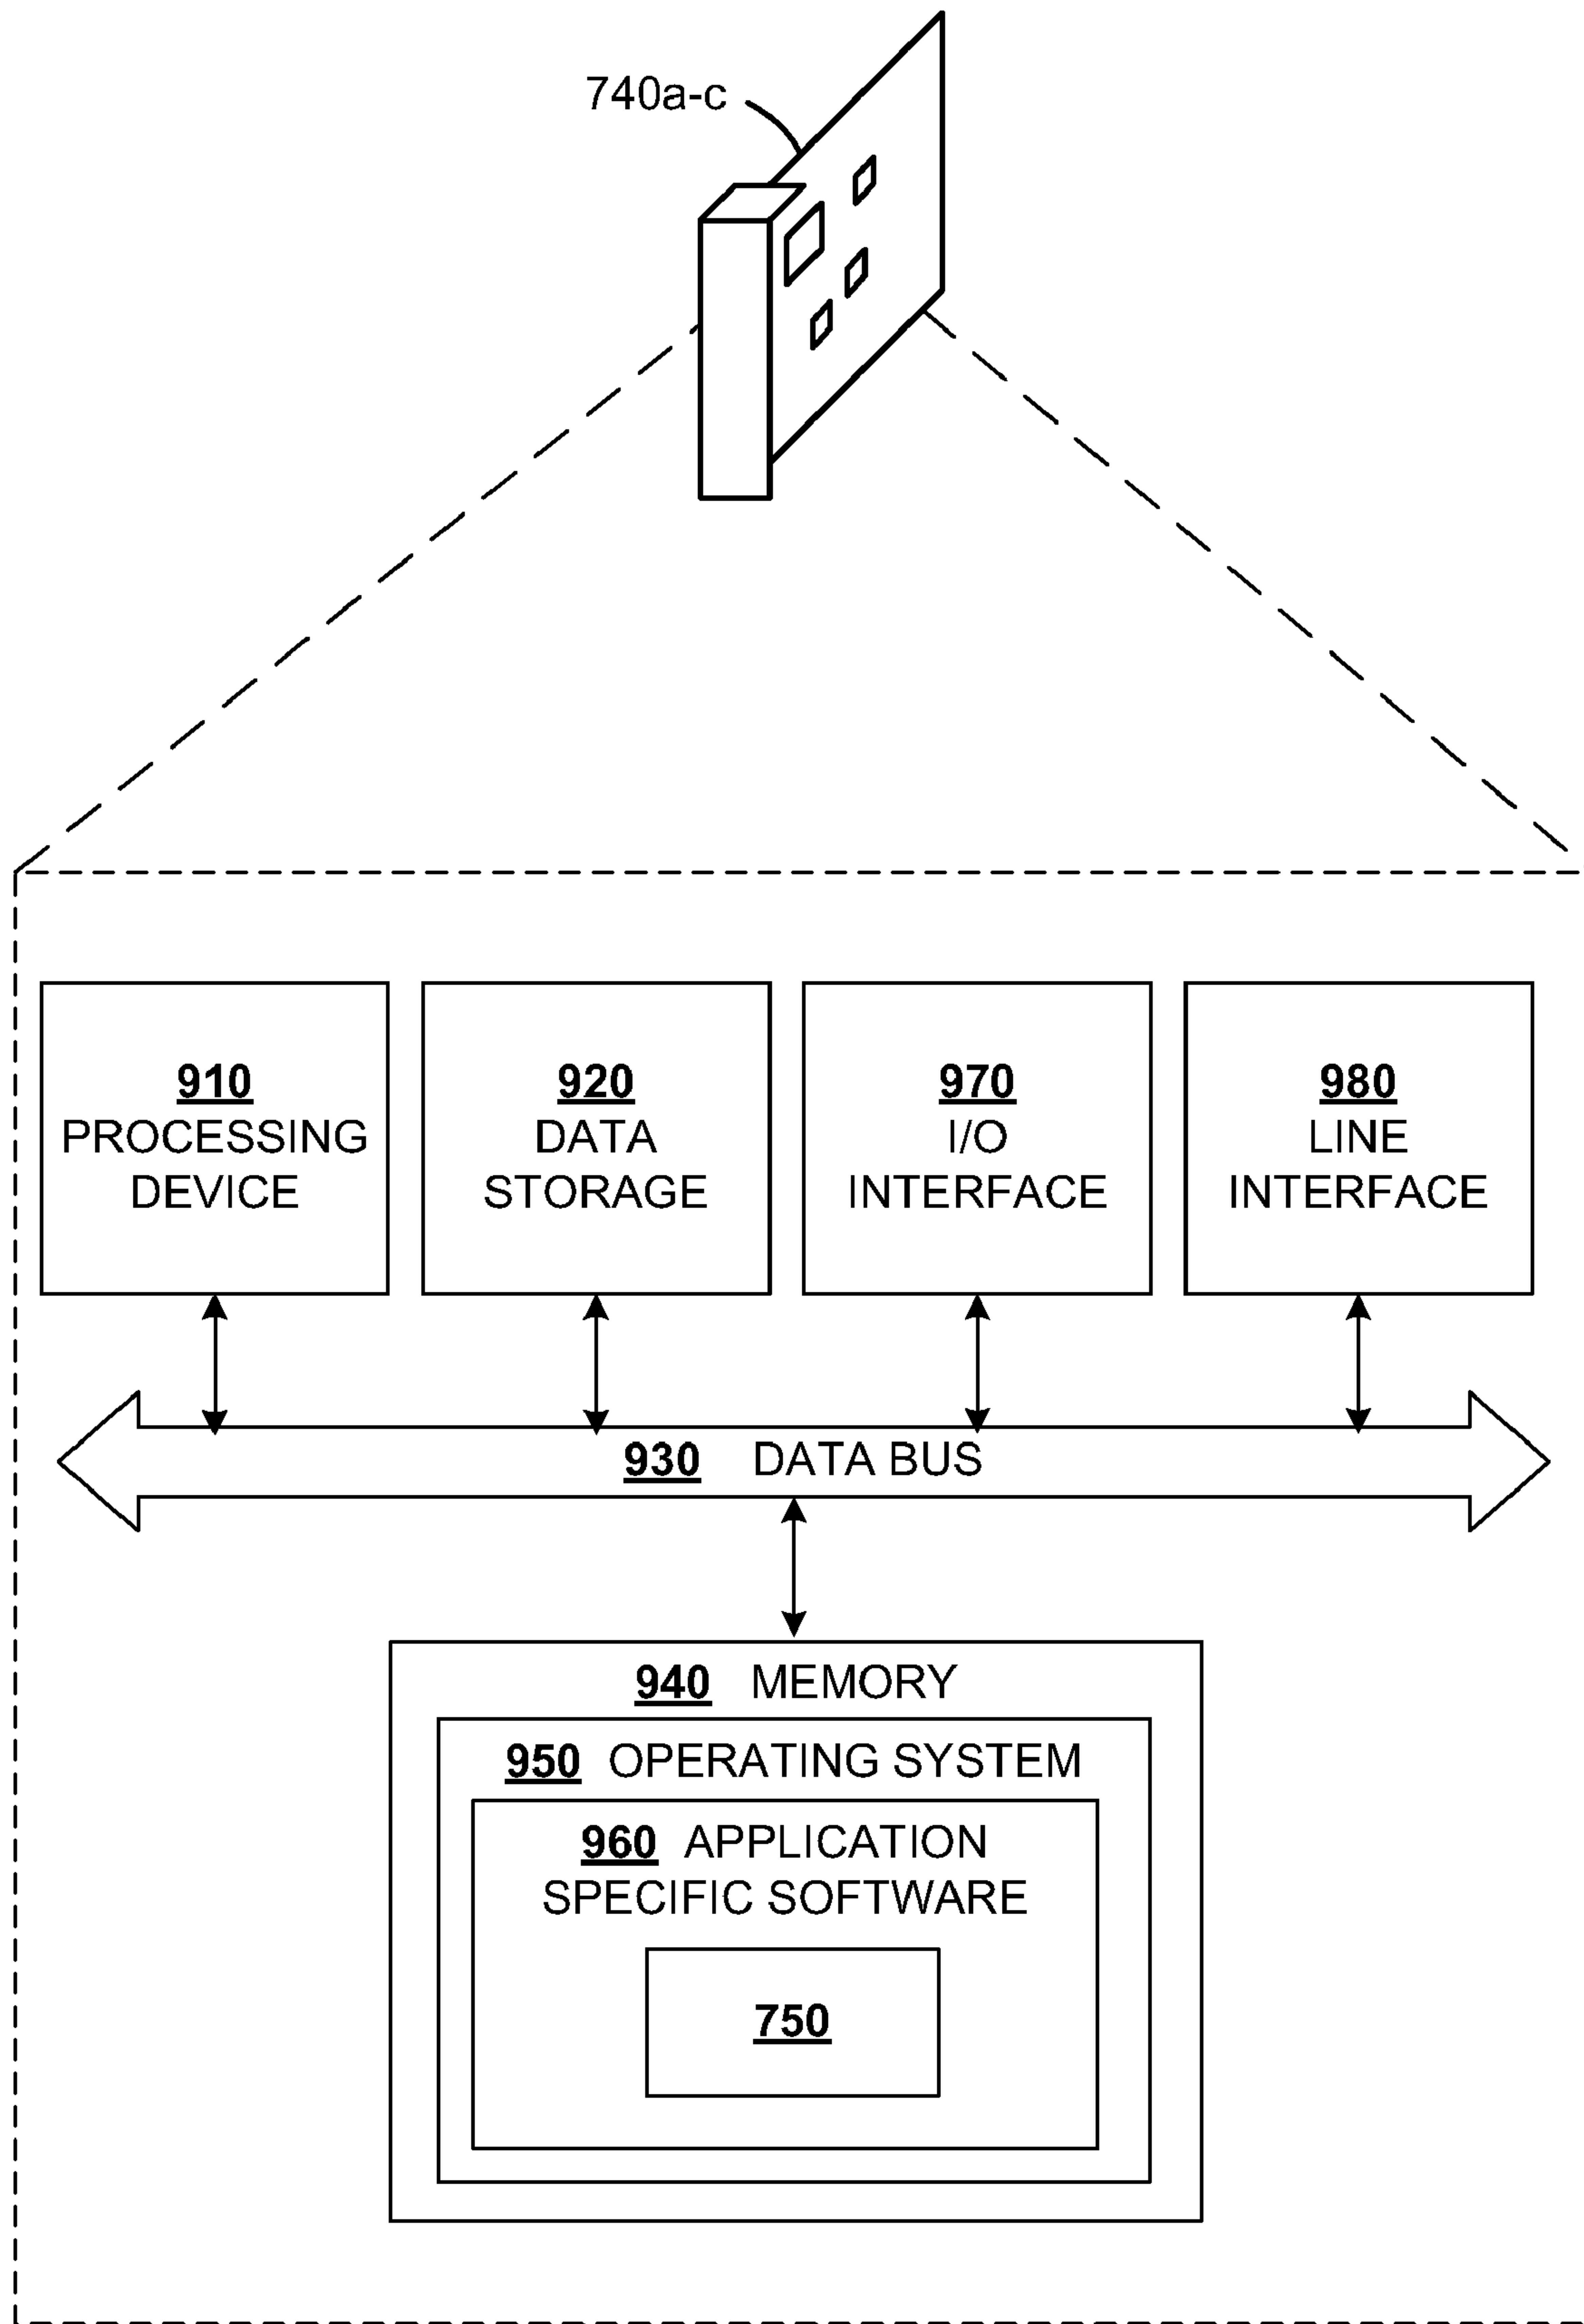 740a-c
910
PROCESSING
DEVICE
920
DATA
STORAGE
970
I/O
INTERFACE
980
LINE
INTERFACE
930 DATA BUS
940 MEMORY
950 OPERATING SYSTEM
960 APPLICATION
SPECIFIC SOFTWARE
750